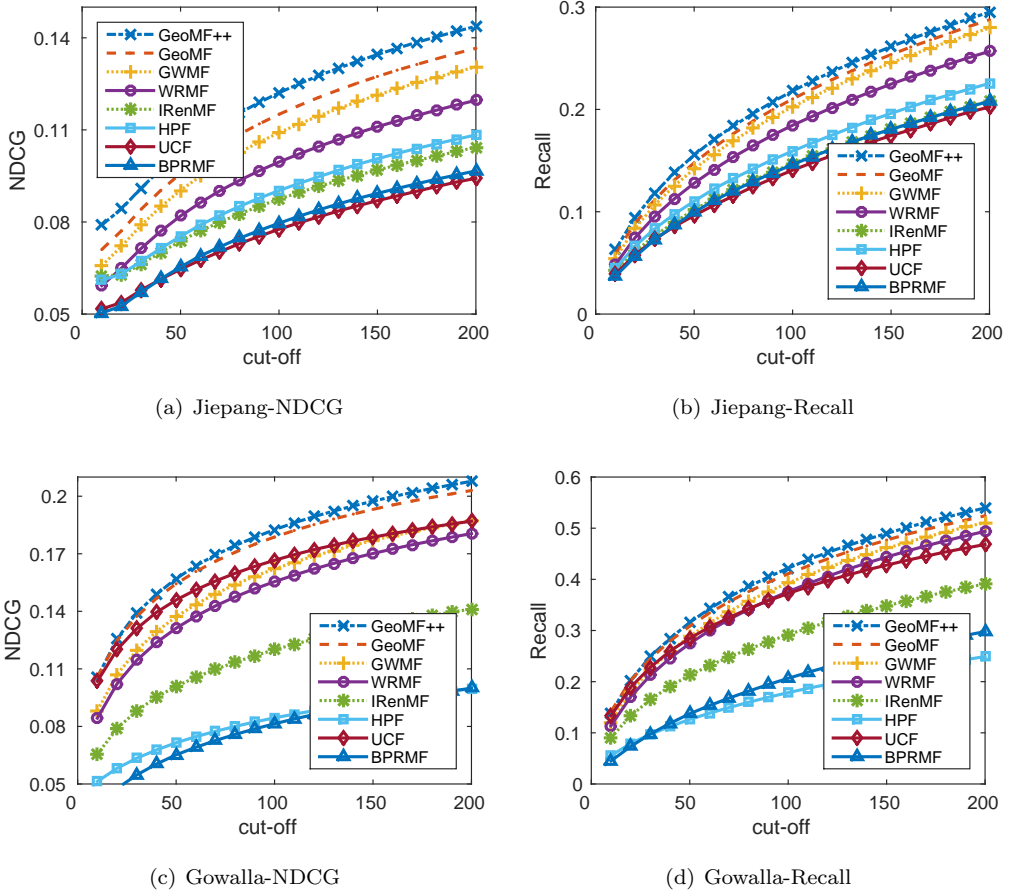 NDCG
0.14
0.11
0.08
0.05
GeoMF++
GeoMF
GWMF
WRMF
IRenMF
HPF
UCF
BPRMF
0 50 100 150 200
cut-off
(a) Jiepang-NDCG
Recall
0.3
0.2
0.1
0
GeoMF++
GeoMF
GWMF
WRMF
IRenMF
HPF
UCF
BPRMF
0 50 100 150 200
cut-off
(b) Jiepang-Recall
NDCG
0.2
0.17
0.14
0.11
0.08
0.05
GeoMF++
GeoMF
GWMF
WRMF
IRenMF
HPF
UCF
BPRMF
0 50 100 150 200
cut-off
(c) Gowalla-NDCG
Recall
0.6
0.5
0.4
0.3
0.2
0.1
0
GeoMF++
GeoMF
GWMF
WRMF
IRenMF
HPF
UCF
BPRMF
0 50 100 150 200
cut-off
(d) Gowalla-Recall